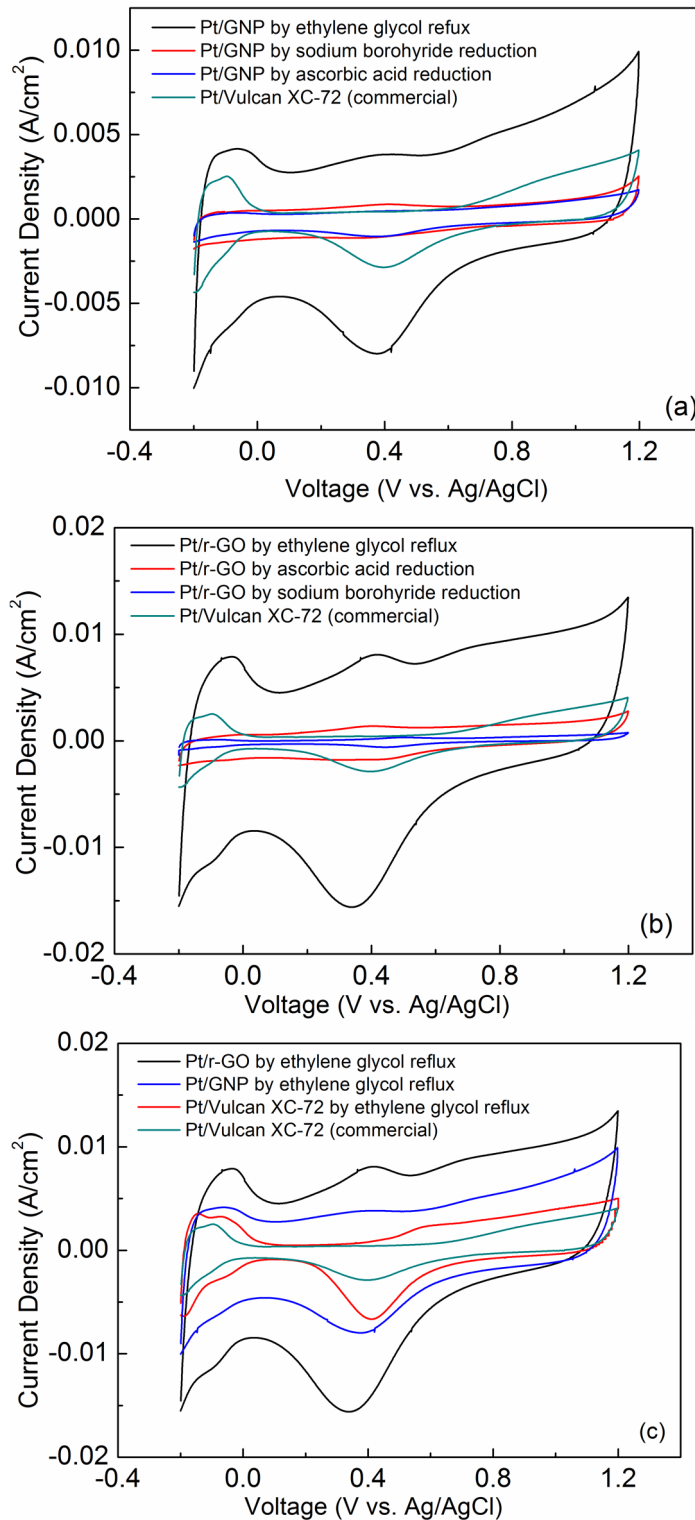 Pt/GNP by ethylene glycol refux
Pt/GNP by sodium borohyride reduction
Pt/GNP by ascorbic acid reduction
Pt/Vulcan XC-72 (commercial)
0.010
0.005
0.000
-0.005
-0.010
Current Density (A/cm²)
(a)
-0.4 0.0 0.4 0.8 1.2
Voltage (V vs. Ag/AgCl)
Pt/r-GO by ethylene glycol reflux
Pt/r-GO by ascorbic acid reduction
Pt/r-GO by sodium borohyride reduction
Pt/Vulcan XC-72 (commercial)
0.02
0.01
0.00
-0.01
-0.02
Current Density (A/cm²)
(b)
-0.4 0.0 0.4 0.8 1.2
Voltage (V vs. Ag/AgCl)
Pt/r-GO by ethylene glycol reflux
Pt/GNP by ethylene glycol reflux
Pt/Vulcan XC-72 by ethylene glycol reflux
Pt/Vulcan XC-72 (commercial)
0.02
0.01
0.00
-0.01
-0.02
Current Density (A/cm²)
(c)
-0.4 0.0 0.4 0.8 1.2
Voltage (V vs. Ag/AgCl)